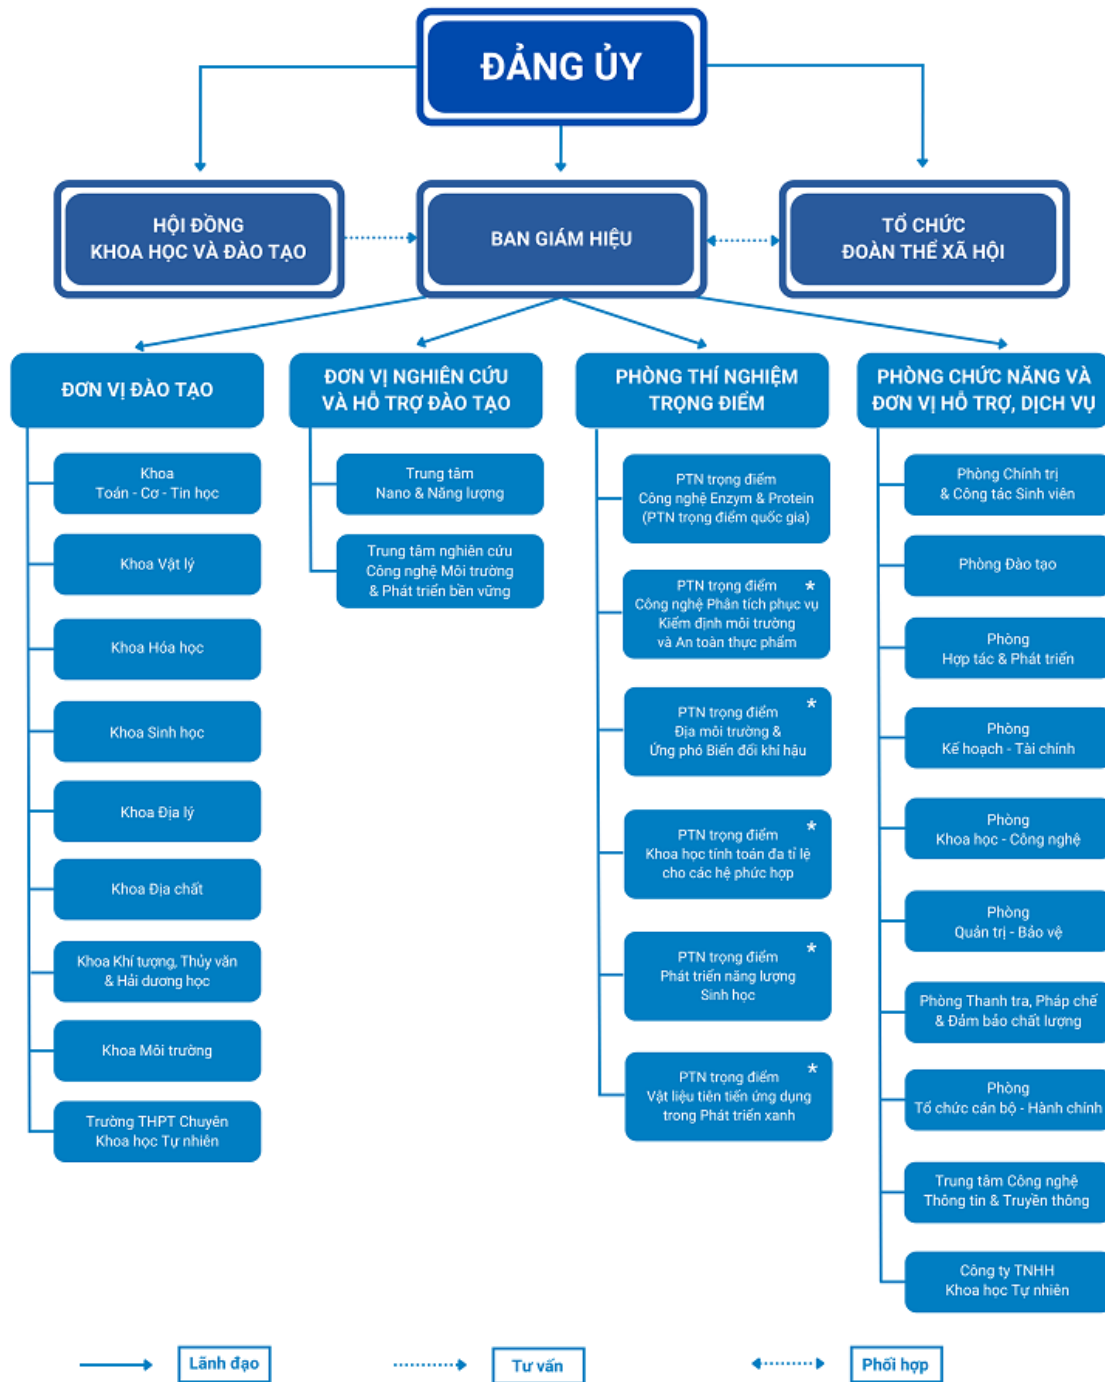 ĐẢNG ỦY
HỘI ĐỒNG
KHOA HỌC VÀ ĐÀO TẠO
BAN GIÁM HIỆU
TỔ CHỨC
ĐOÀN THỂ XÃ HỘI
ĐƠN VỊ ĐÀO TẠO
Khoa
Toán - Cơ - Tin học
Khoa Vật lý
Khoa Hóa học
Khoa Sinh học
Khoa Địa lý
Khoa Địa chất
Khoa Khí tượng, Thủy văn
& Hải dương học
Khoa Môi trường
Trường THPT Chuyên
Khoa học Tự nhiên
ĐƠN VỊ NGHIÊN CỨU
VÀ HỖ TRỢ ĐÀO TẠO
Trung tâm
Nano & Năng lượng
Trung tâm nghiên cứu
Công nghệ Môi trường
& Phát triển bền vững
PHÒNG THÍ NGHIỆM
TRỌNG ĐIỂM
PTN trọng điểm
Công nghệ Enzym & Protein
(PTN trọng điểm quốc gia)
PTN trọng điểm *
Công nghệ Phân tích phục vụ
Kiểm định môi trường
và An toàn thực phẩm
PTN trọng điểm *
Địa môi trường &
Ứng phó Biến đổi khí hậu
PTN trọng điểm *
Khoa học tính toán đa tỉ lệ
cho các hệ phức hợp
PTN trọng điểm *
Phát triển năng lượng
Sinh học
PTN trọng điểm *
Vật liệu tiên tiến ứng dụng
trong Phát triển xanh
PHÒNG CHỨC NĂNG VÀ
ĐƠN VỊ HỖ TRỢ, DỊCH VỤ
Phòng Chính trị
& Công tác Sinh viên
Phòng Đào tạo
Phòng
Hợp tác & Phát triển
Phòng
Kế hoạch - Tài chính
Phòng
Khoa học - Công nghệ
Phòng
Quản trị - Bảo vệ
Phòng Thanh tra, Pháp chế
& Đảm bảo chất lượng
Phòng
Tổ chức cán bộ - Hành chính
Trung tâm Công nghệ
Thông tin & Truyền thông
Công ty TNHH
Khoa học Tự nhiên
Lãnh đạo
Tư vấn
Phối hợp